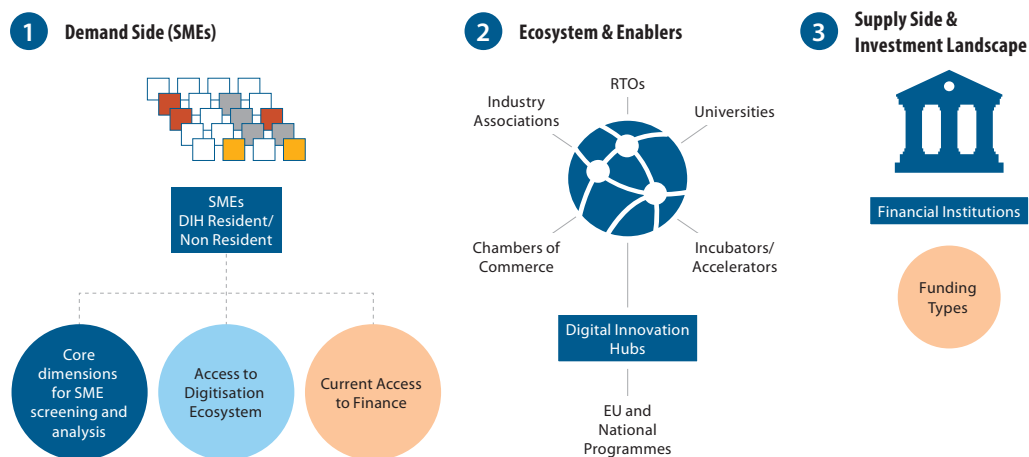 1 Demand Side (SMEs)
SMEs
DIH Resident/
Non Resident
Core
dimensions
for SME
screening and
analysis
Access to
Digitisation
Ecosystem
Current Access
to Finance
2 Ecosystem & Enablers
RTOs
Industry
Associations
Universities
Chambers of
Commerce
Incubators/
Accelerators
Digital Innovation
Hubs
EU and
National
Programmes
3 Supply Side &
Investment Landscape
Financial Institutions
Funding
Types